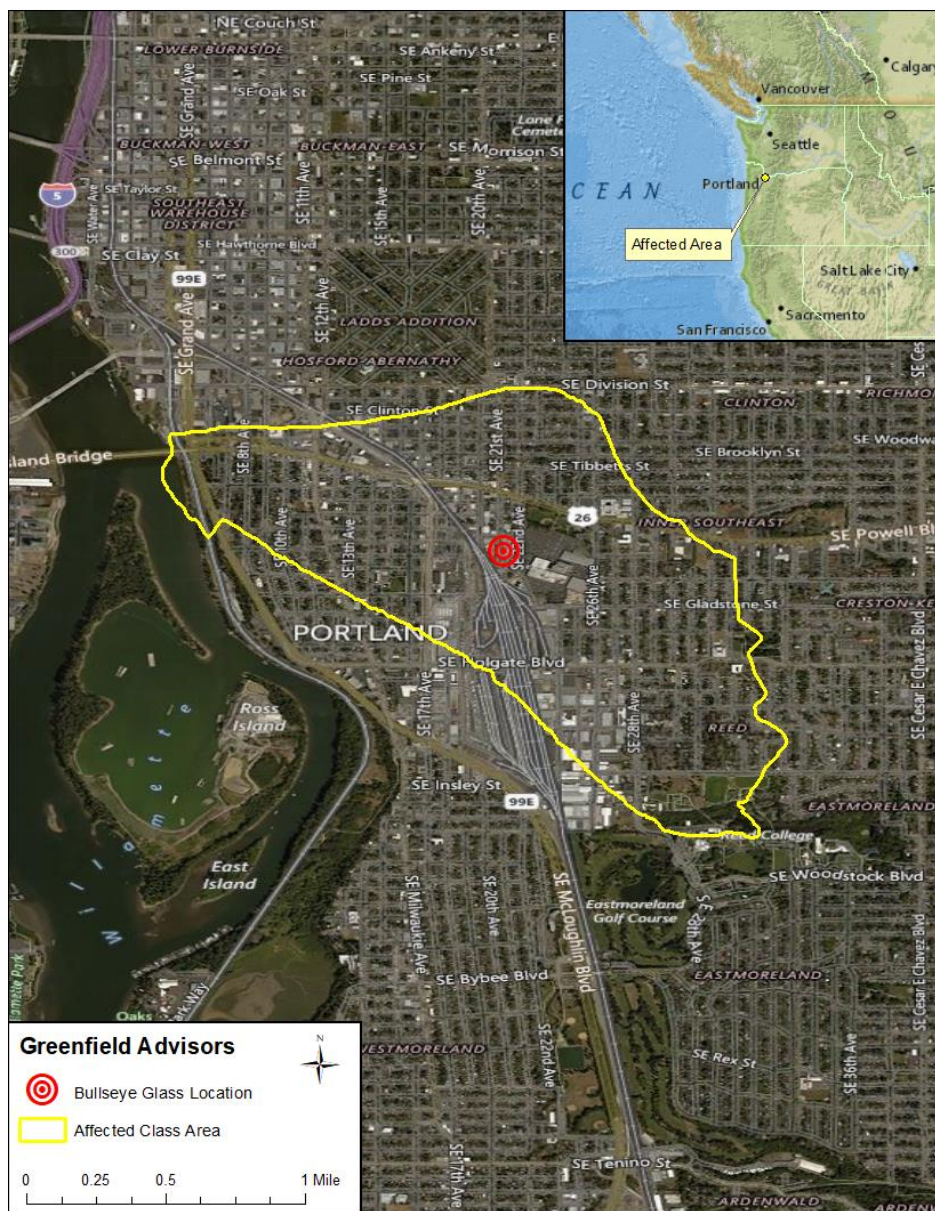 NE Couch St
LOWER BURNSIDE
SE Ankeny St
SE Pine St
SE Oak St
SE Grand Ave
BUCKMAN-WEST
BUCKMAN-EAST
SE Morrison St
SE Belmont St
SE Taylor St
SE Water Ave
5
SOUTHEAST
WAREHOUSE
DISTRICT
SE 11th Ave
SE 15th Ave
SE 20th Ave
SE Hawthorne Blvd
300
SE Clay St
99E
SE Grand Ave
SE 12th Ave
LADDS ADDITION
HOSFORD-ABERNATHY
SE Division St
SE Clinton St
CLINTON
SE 21st Ave
SE 8th Ave
SE Brooklyn St
SE Tibbetts St
26
INNER SOUTHEAST
SE Powell
SE 10th Ave
SE 13th Ave
SE 22nd Ave
SE 26th Ave
SE Gladstone St
PORTLAND
SE Holgate Blvd
SE 17th Ave
SE 28th Ave
REED
SE Cesar E Chavez Blvd
Ross
Island
Willamette
SE Insley St
99E
EASTMORELAND
Reed College
SE Woodstock Blvd
East
Island
SE Milwaukie Ave
SE 20th Ave
SE McLoughlin Blvd
Eastmoreland
Golf Course
SE 28th Ave
SE Bybee Blvd
EASTMORELAND
SE Cesar E Chavez Blvd
Oaks
SE 22nd Ave
SE Rex St
SE 36th Ave
SE 17th Ave
SE Tenino St
ARDENWALD
Calgary
Vancouver
Seattle
Portland
Affected Area
Salt Lake City
GREAT BASIN
Sacramento
San Francisco
Greenfield Advisors
N
Bullseye Glass Location
Affected Class Area
0 0.25 0.5 1 Mile